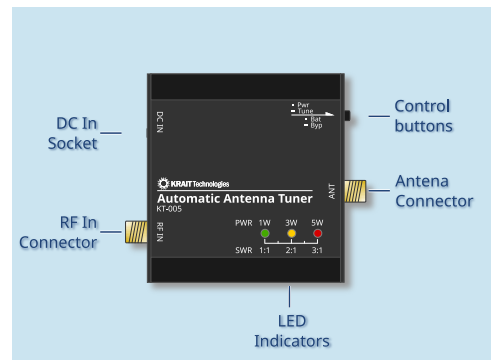 DC In
Socket
RF In
Connector
Control
buttons
Antena
Connector
LED
Indicators
DC IN
• Pwr
• Tune
• Bat
• Byp
KRAIT Technologies
Automatic Antenna Tuner
KT-005
ANT
RF IN
PWR 1W 3W 5W
SWR 1:1 2:1 3:1